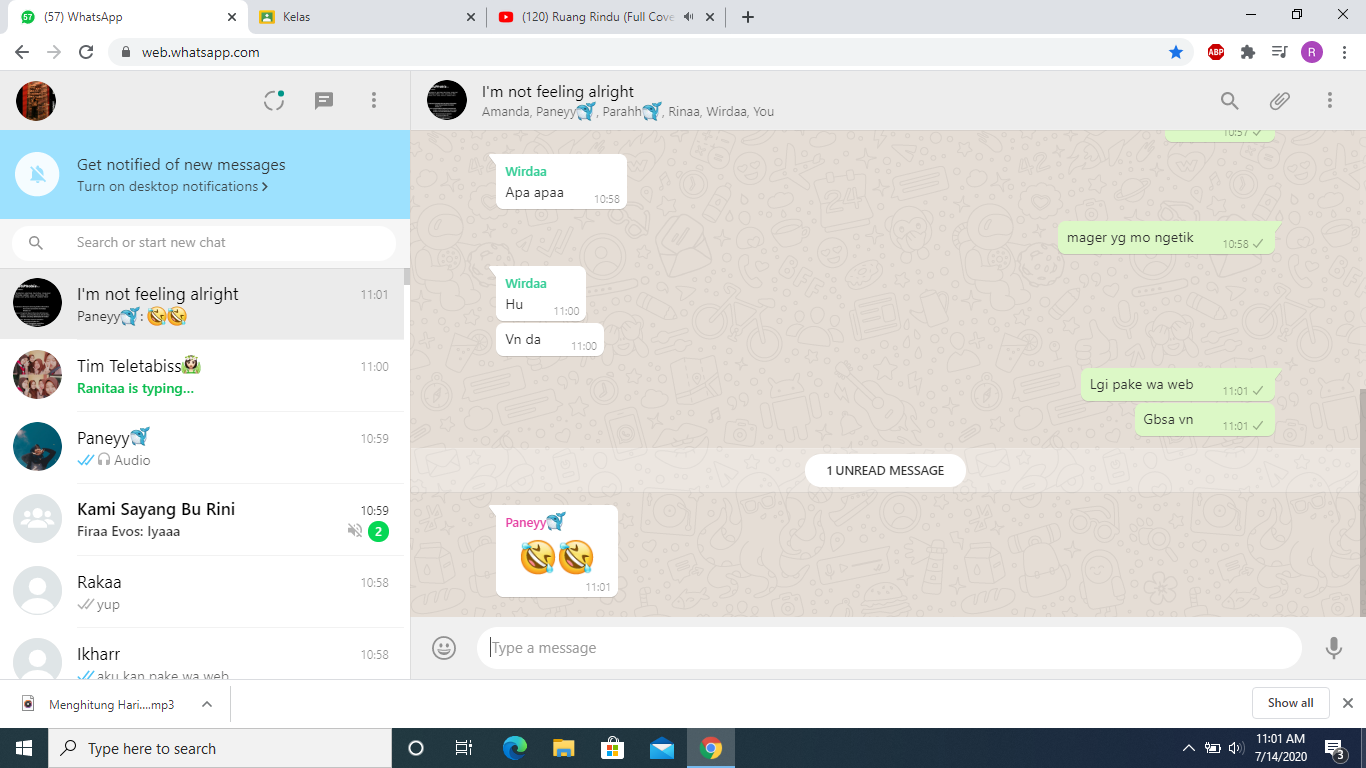 (57) WhatsApp
Kelas
(120) Ruang Rindu (Full Cove
web.whatsapp.com
ABP
R
I'm not feeling alright
Amanda, Paneyy🐬, Parahh🐬, Rinaa, Wirdaa, You
Get notified of new messages
Turn on desktop notifications >
Search or start new chat
I'm not feeling alright 11:01
Paneyy🐬: 🤣🤣
Tim Teletabiss 11:00
Ranitaa is typing...
Paneyy🐬 10:59
Audio
Kami Sayang Bu Rini 10:59
Firaa Evos: Iyaaa 2
Rakaa 10:58
yup
Ikharr 10:58
aku kan pake wa web
10:57
Wirdaa
Apa apaa 10:58
mager yg mo ngetik 10:58
Wirdaa
Hu 11:00
Vn da 11:00
Lgi pake wa web 11:01
Gbsa vn 11:01
1 UNREAD MESSAGE
Paneyy🐬
🤣🤣
11:01
Type a message
Menghitung Hari....mp3
Show all
Type here to search
11:01 AM
7/14/2020
3